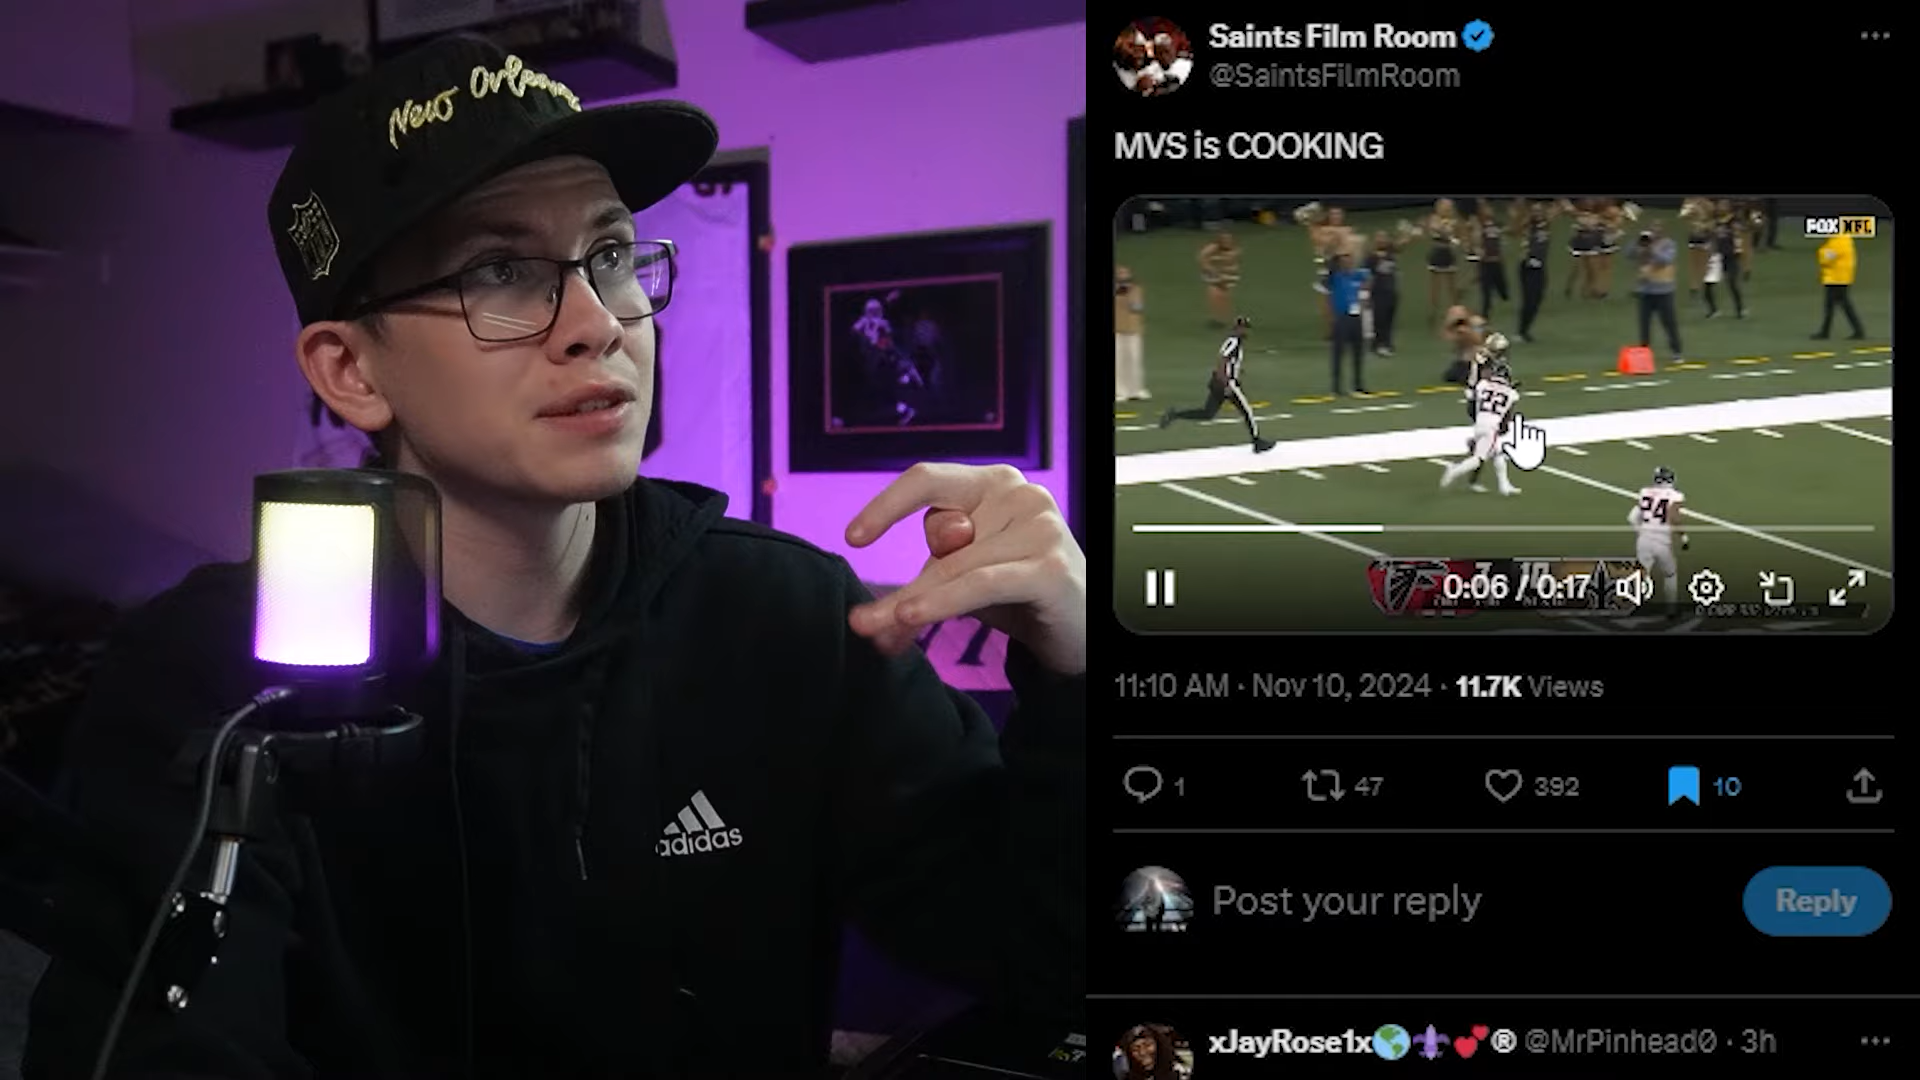 New Orleans
adidas
Saints Film Room
@SaintsFilmRoom
MVS is COOKING
FOX NFL
22
24
0:06 / 0:17
11:10 AM · Nov 10, 2024 · 11.7K Views
1
47
392
10
Post your reply
Reply
xJayRose1x🌎⚜️💕® @MrPinhead0 · 3h